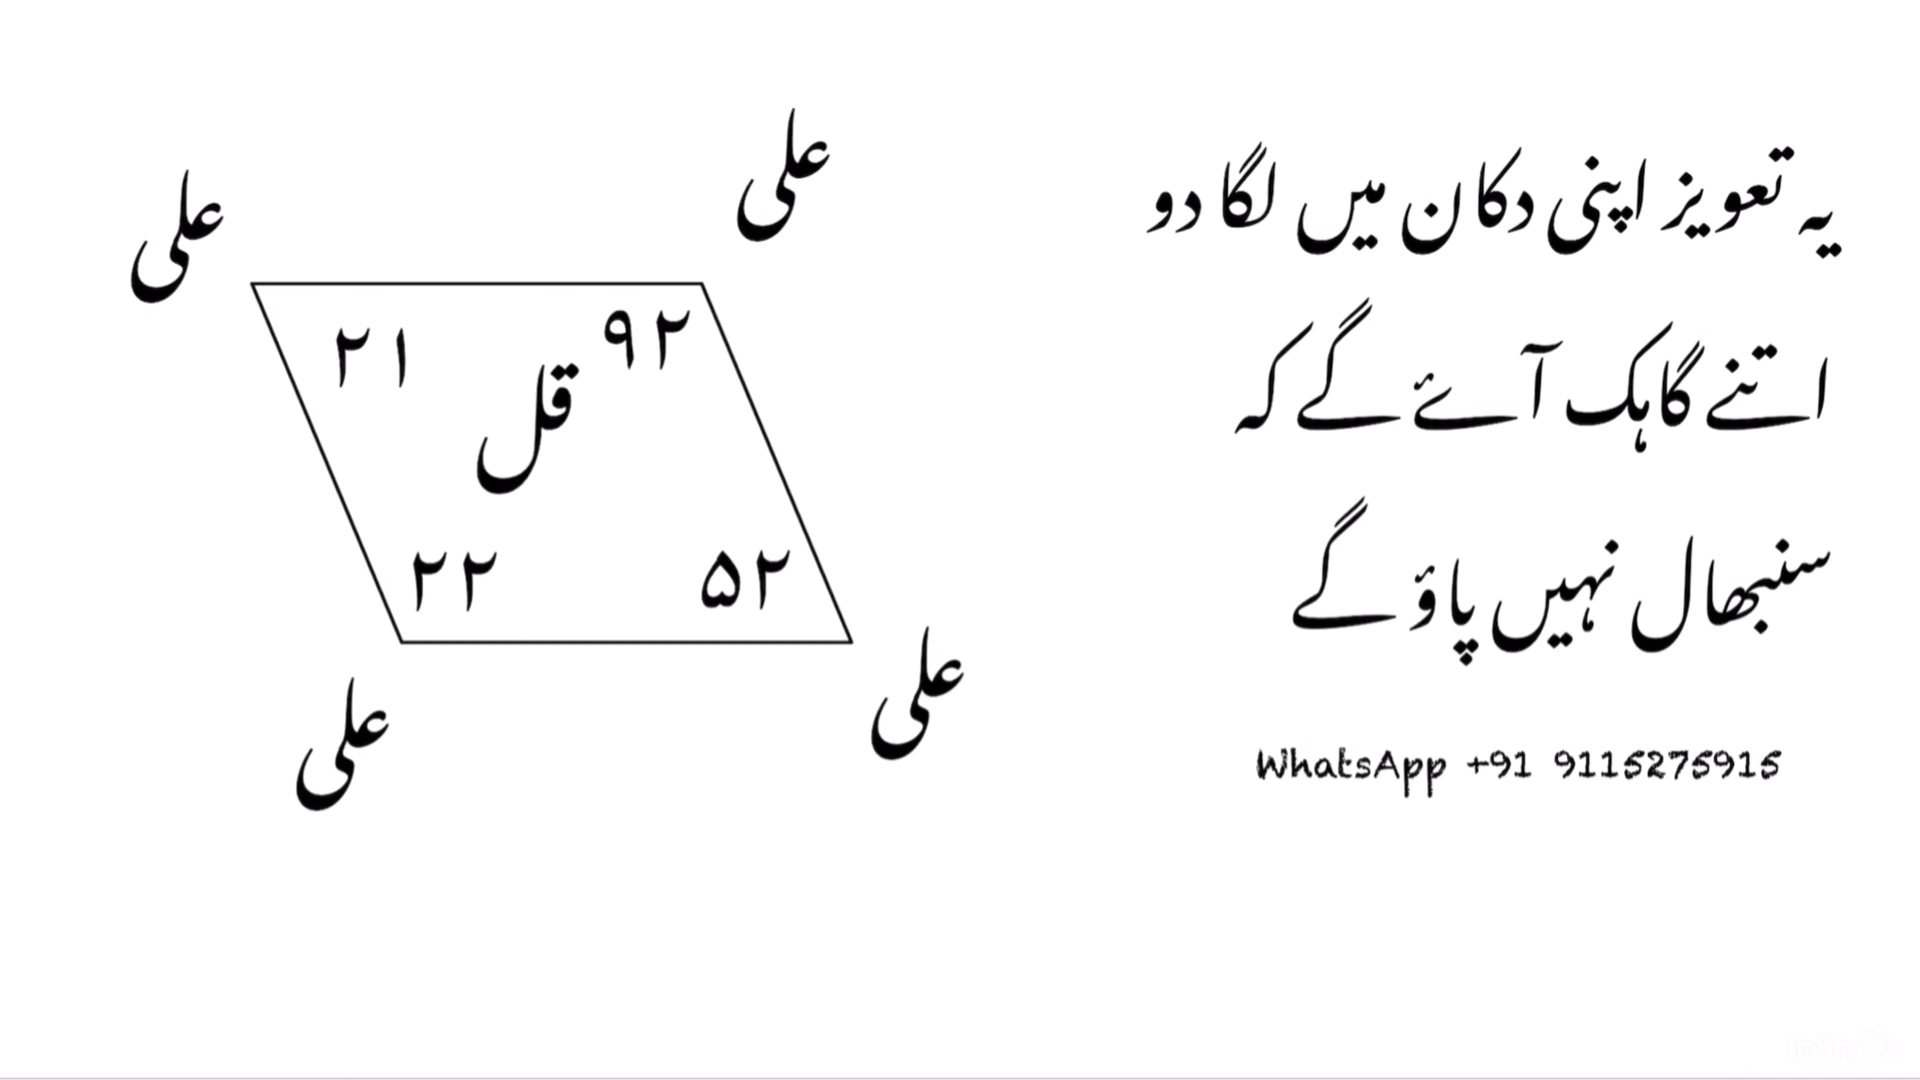 یہ تعویز اپنی دکان میں لگا دو
اتنے گاہک آئے گے کہ
سنبھال نہیں پاؤ گے
WhatsApp +91 9115275915
علی
علی
۲۱
۹۲
قل
۲۲
۵۲
علی
علی